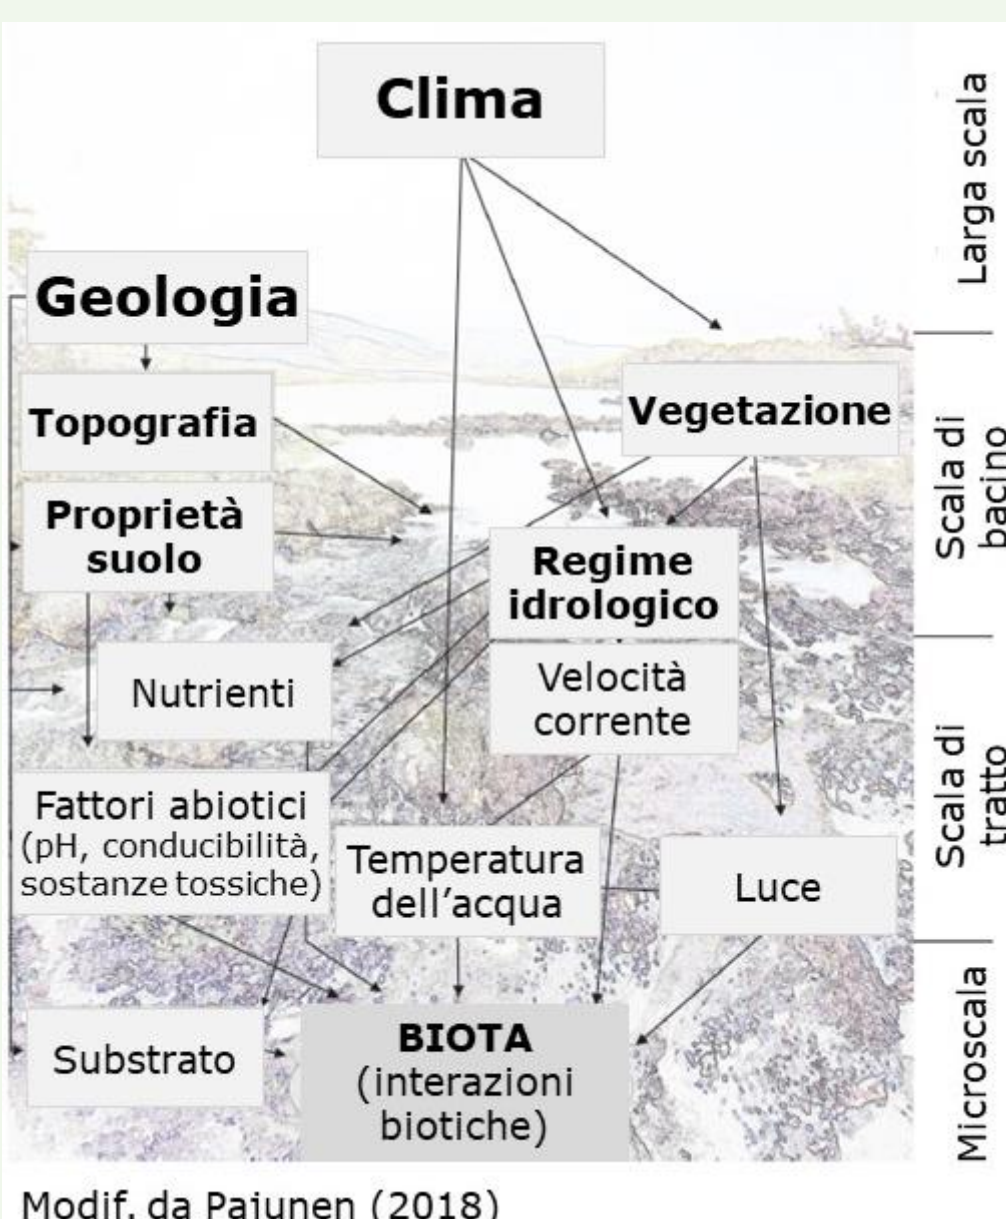 Clima
Larga scala
Geologia
Topografia
Vegetazione
Scala di
bacino
Proprietà
suolo
Regime
idrologico
Nutrienti
Velocità
corrente
Scala di
tratto
Fattori abiotici
(pH, conducibilità,
sostanze tossiche)
Temperatura
dell’acqua
Luce
Substrato
BIOTA
(interazioni
biotiche)
Microscala
Modif. da Pajunen (2018)